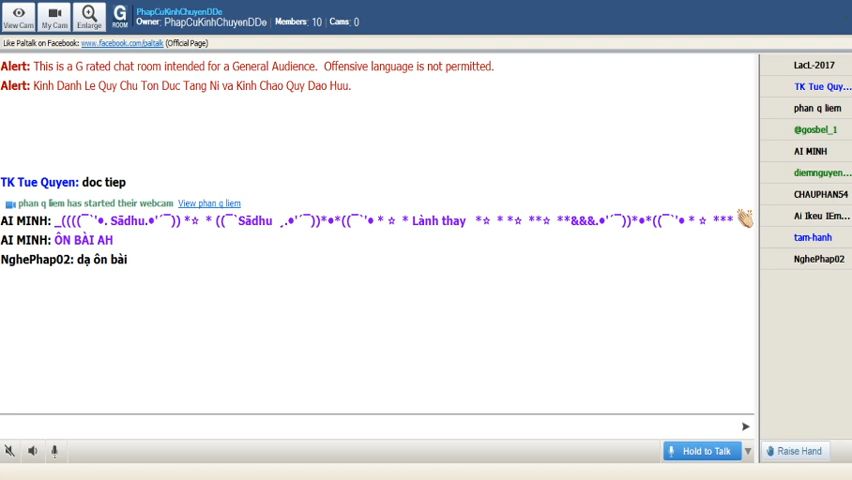 View Cam My Cam Enlarge G ROOM
PhapCuKinhChuyenDDe
Owner: PhapCuKinhChuyenDDe Members: 10 Cams: 0
Like Paltalk on Facebook: www.facebook.com/paltalk (Official Page)
Alert: This is a G rated chat room intended for a General Audience. Offensive language is not permitted.
Alert: Kinh Danh Le Quy Chu Ton Duc Tang Ni va Kinh Chao Quy Dao Huu.
TK Tue Quyen: doc tiep
phan q liem has started their webcam View phan q liem
AI MINH: _((((¯`'•. Sādhu.•'´¯)) *☆ * ((¯`Sādhu ¸.•'´¯))*•*((¯`'• * ☆ * Lành thay *☆ * *☆ **☆ **&&&.•'´¯))*•*((¯`'• * ☆ ***
AI MINH: ÔN BÀI AH
NghePhap02: dạ ôn bài
LacL-2017
TK Tue Quy...
phan q liem
@gosbel_1
AI MINH
diemnguyen...
CHAUPHAN54
Ai Ikeu IEm...
tam-hanh
NghePhap02
Hold to Talk
Raise Hand